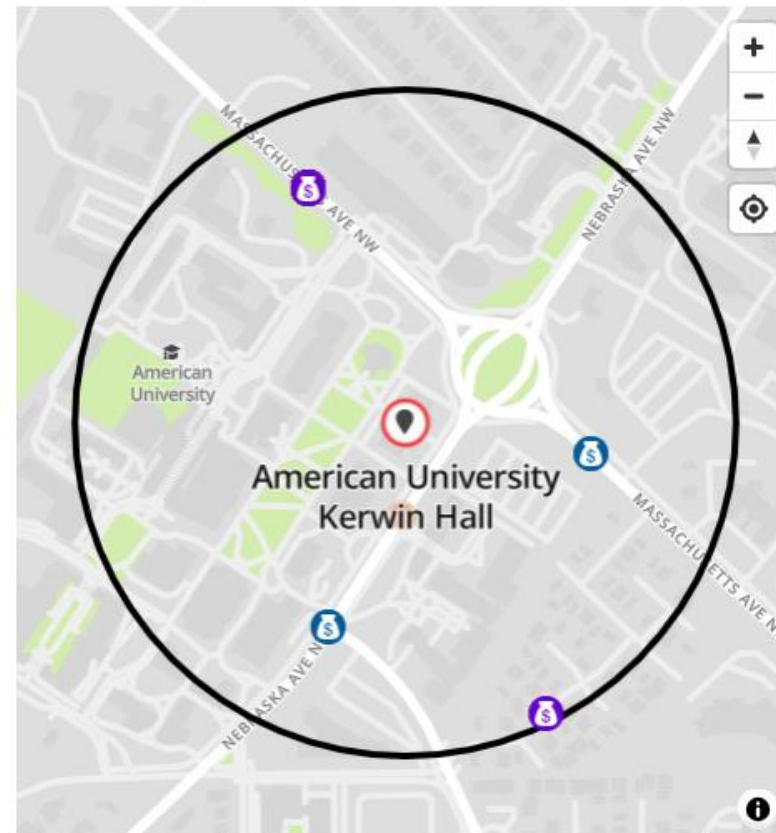 MASSACHUS AVE NW
NEBRASKA AVE NW
$
American
University
American University
Kerwin Hall
$
MASSACHUSETTS AVE N
$
NEBRASKA AVE N
$